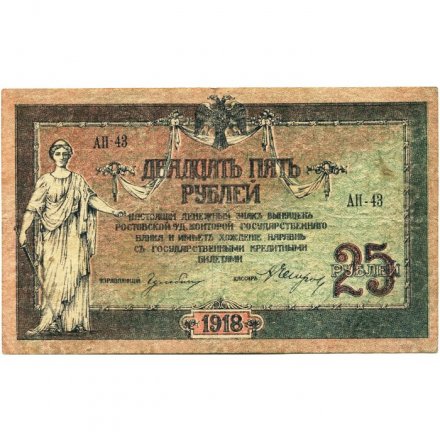 АП-43
ДВАДЦАТЬ ПЯТЬ
РУБЛЕЙ
АП-43
НАСТОЯЩІЙ ДЕНЕЖНЫЙ ЗНАКЪ ВЫПУЩЕНЪ
РОСТОВСКОЙ н/Д. КОНТОРОЙ ГОСУДАРСТВЕННАГО
БАНКА И ИМѢЕТЪ ХОЖДЕНІЕ НАРАВНѢ
СЪ ГОСУДАРСТВЕННЫМИ КРЕДИТНЫМИ
БИЛЕТАМИ
25
РУБЛЕЙ
УПРАВЛЯЮЩІЙ
КАССИРЪ
1918